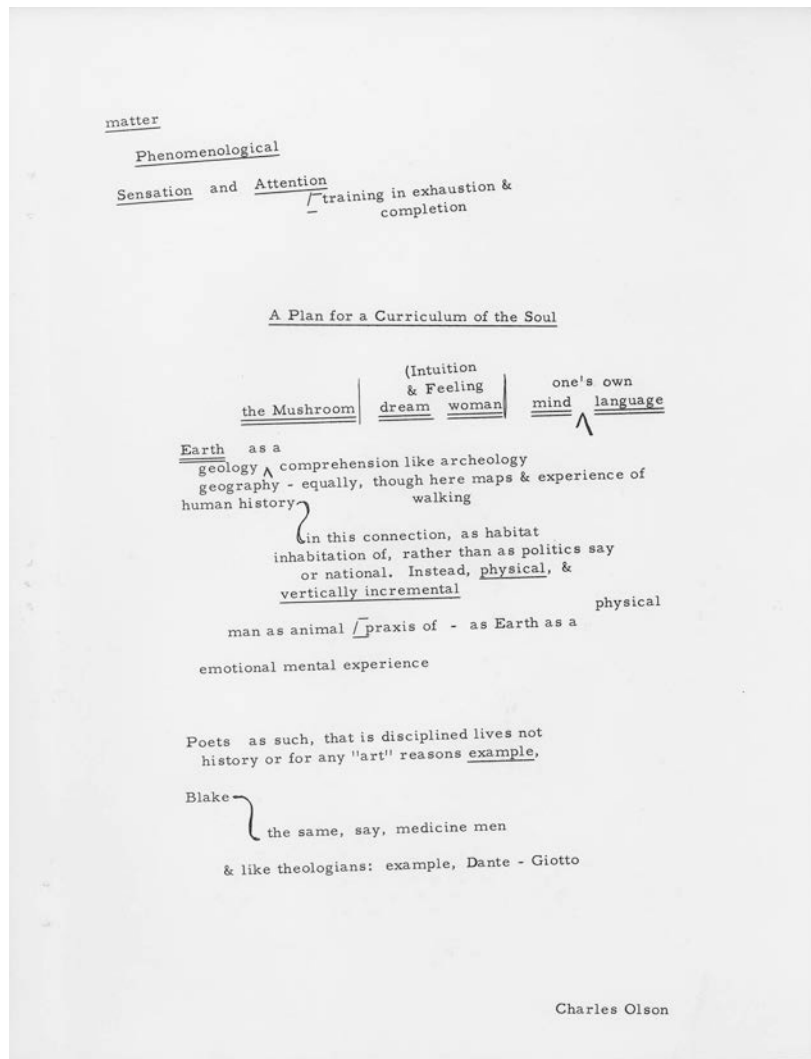 matter
Phenomenological
Sensation and Attention
training in exhaustion &
completion
A Plan for a Curriculum of the Soul
(Intuition
& Feeling
one's own
the Mushroom dream woman mind language
Earth as a
geology comprehension like archeology
geography - equally, though here maps & experience of
human history walking
in this connection, as habitat
inhabitation of, rather than as politics say
or national. Instead, physical, &
vertically incremental
physical
man as animal praxis of - as Earth as a
emotional mental experience
Poets as such, that is disciplined lives not
history or for any "art" reasons example,
Blake
the same, say, medicine men
& like theologians: example, Dante - Giotto
Charles Olson